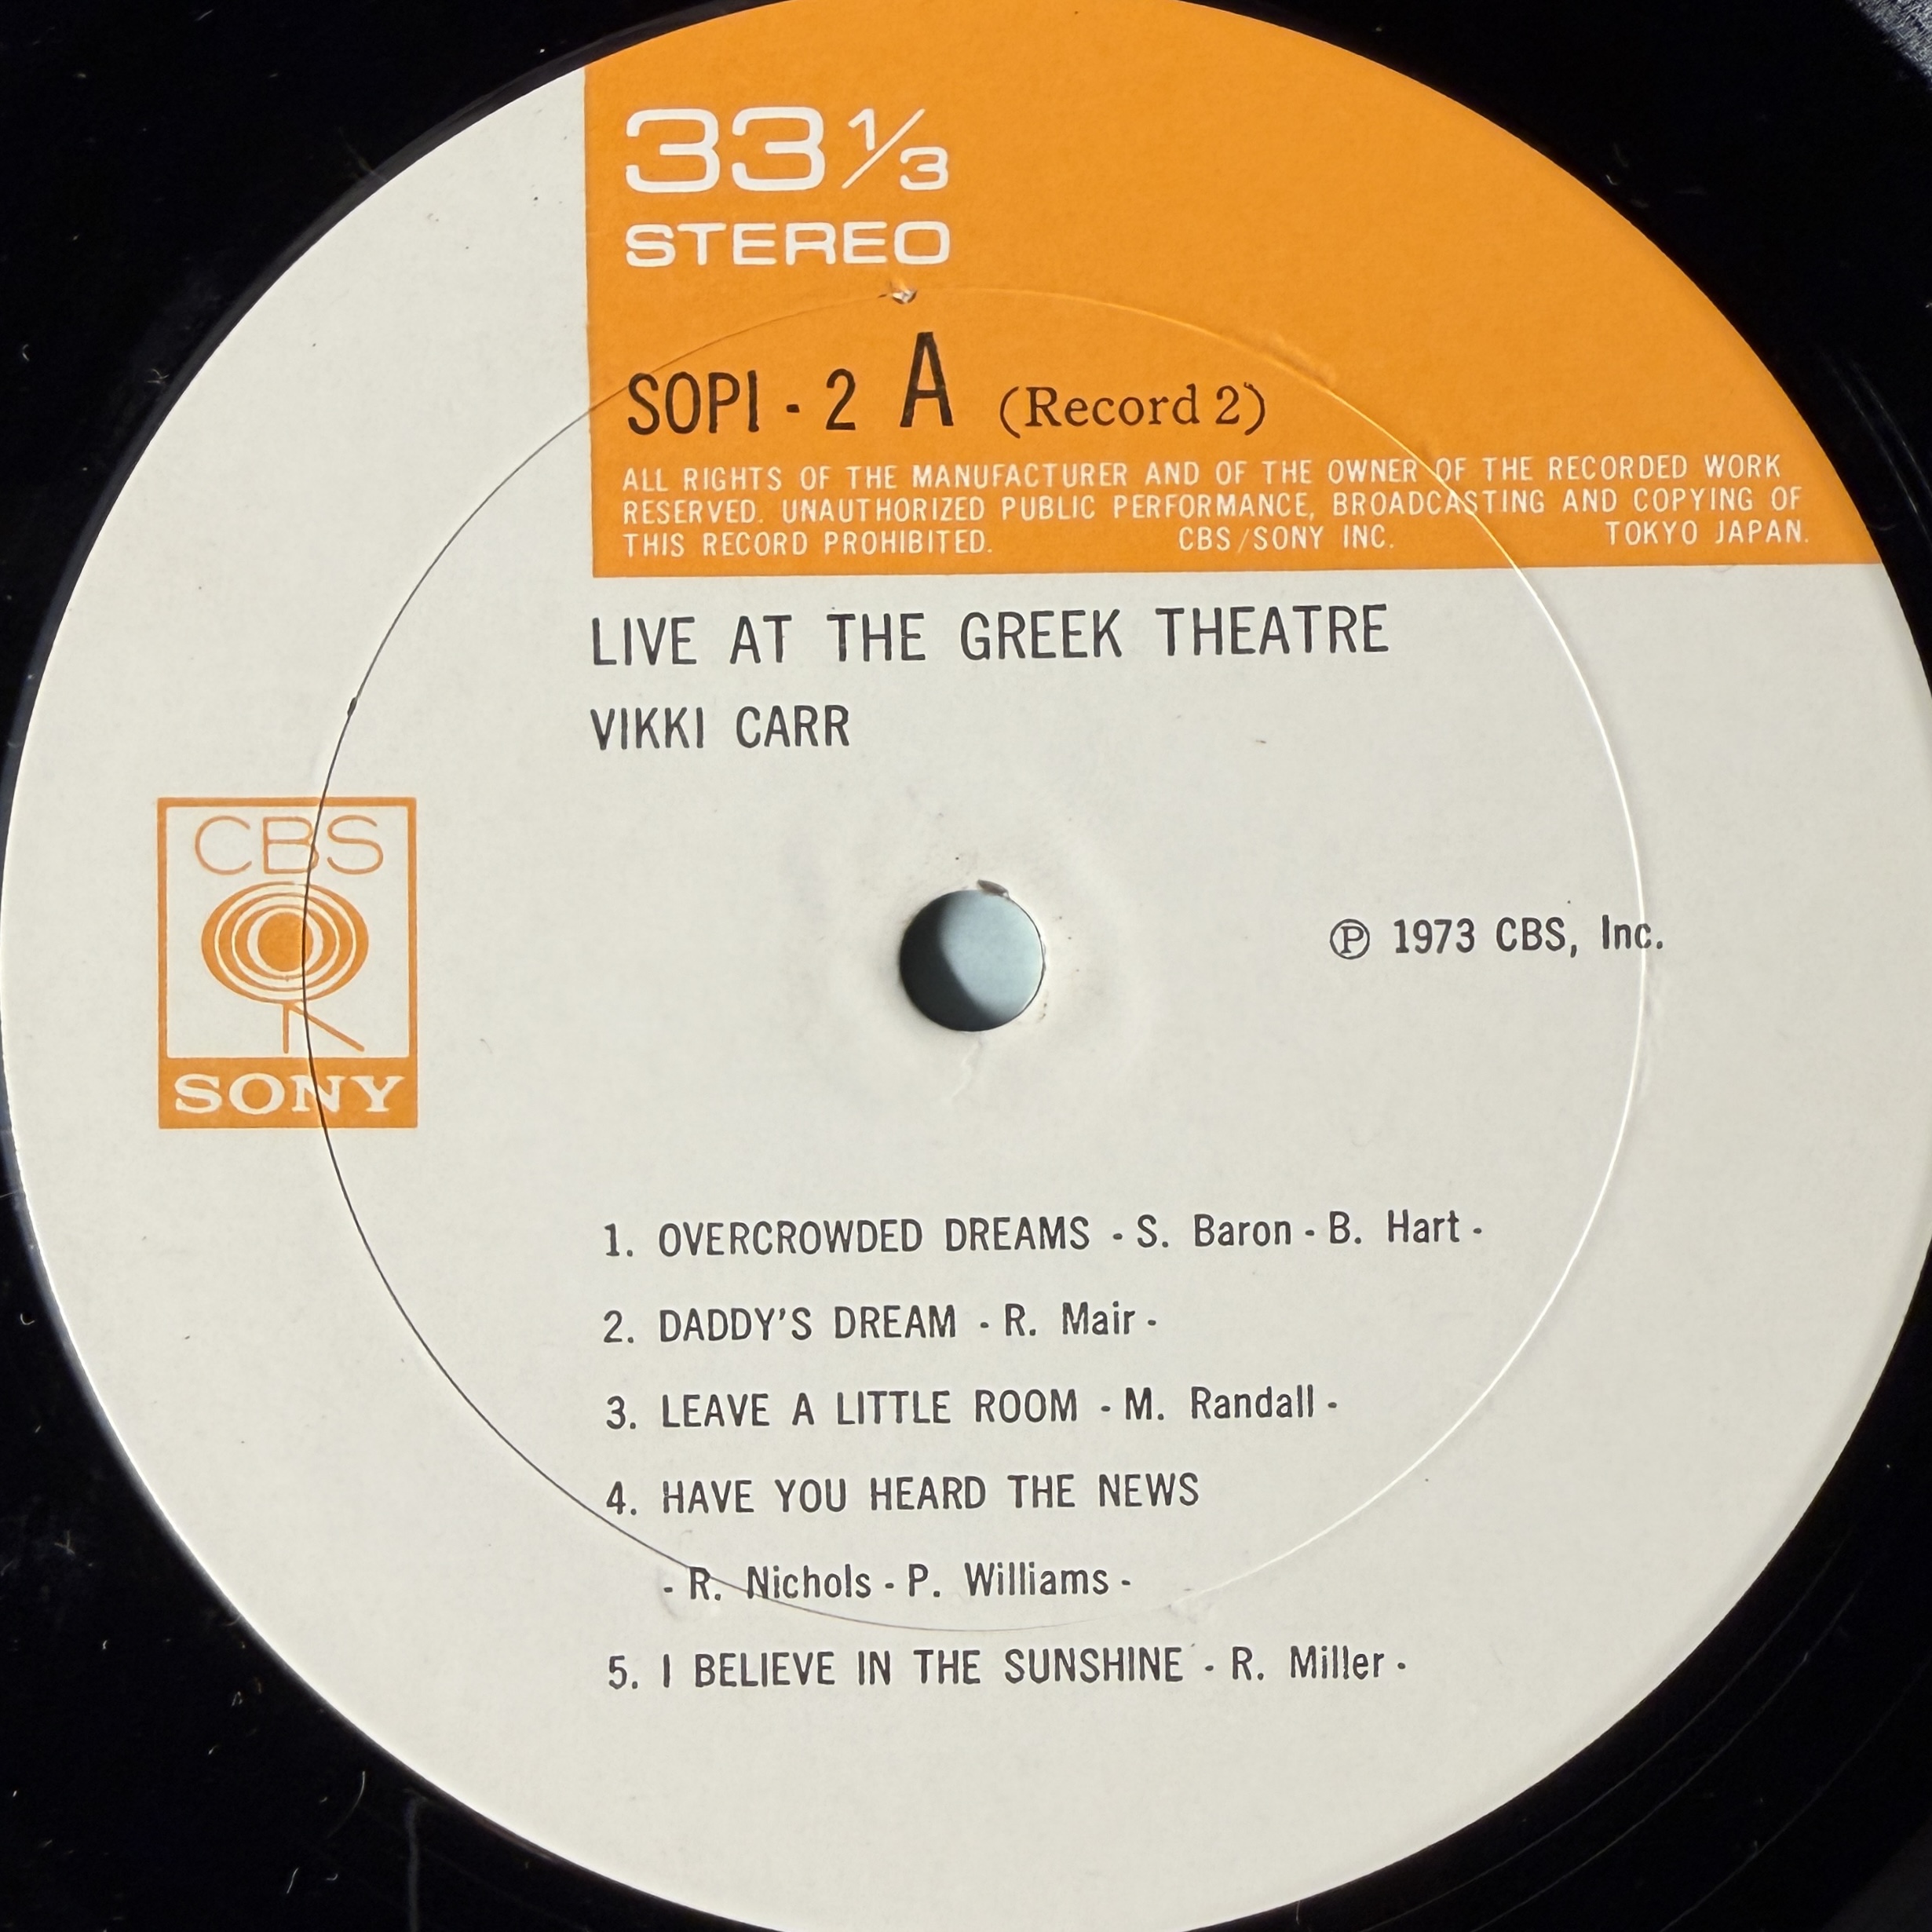 33 1/3
STEREO
SOPI - 2 A (Record 2)
ALL RIGHTS OF THE MANUFACTURER AND OF THE OWNER OF THE RECORDED WORK
RESERVED. UNAUTHORIZED PUBLIC PERFORMANCE, BROADCASTING AND COPYING OF
THIS RECORD PROHIBITED. CBS/SONY INC. TOKYO JAPAN.
LIVE AT THE GREEK THEATRE
VIKKI CARR
CBS
SONY
℗ 1973 CBS, Inc.
1. OVERCROWDED DREAMS - S. Baron - B. Hart -
2. DADDY'S DREAM - R. Mair -
3. LEAVE A LITTLE ROOM - M. Randall -
4. HAVE YOU HEARD THE NEWS
- R. Nichols - P. Williams -
5. I BELIEVE IN THE SUNSHINE - R. Miller -